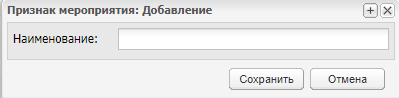 Признак мероприятия: Добавление
Наименование:
Сохранить Отмена